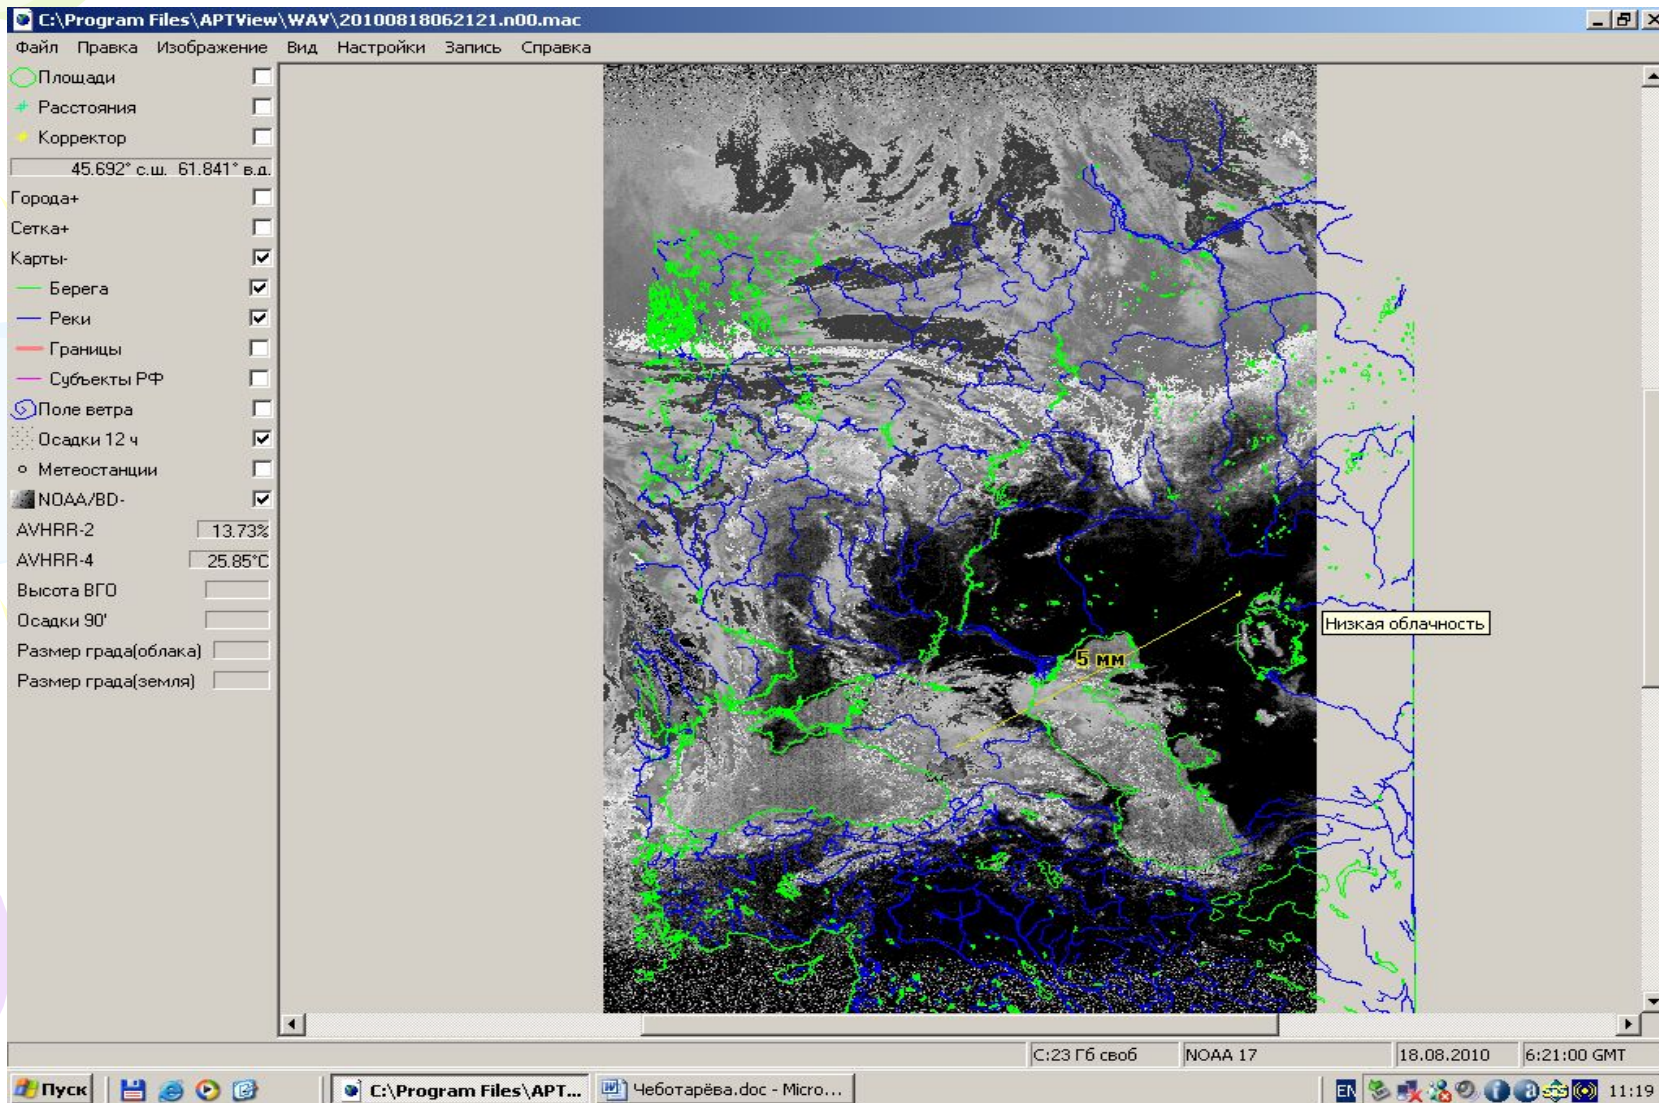 C:\Program Files\APTView\WAV\20100818062121.n00.mac
Файл Правка Изображение Вид Настройки Запись Справка
Площади
Расстояния
Корректор
45.692° с.ш. 61.841° в.д.
Города+
Сетка+
Карты-
Берега
Реки
Границы
Субъекты РФ
Поле ветра
Осадки 12 ч
Метеостанции
NOAA/BD-
AVHRR-2 13.73%
AVHRR-4 25.85°C
Высота ВГО
Осадки 90'
Размер града(облака)
Размер града(земля)
Низкая облачность
5 мм
C:23 Гб своб NOAA 17 18.08.2010 6:21:00 GMT
Пуск C:\Program Files\APT... Чеботарёва.doc - Micro... EN 11:19